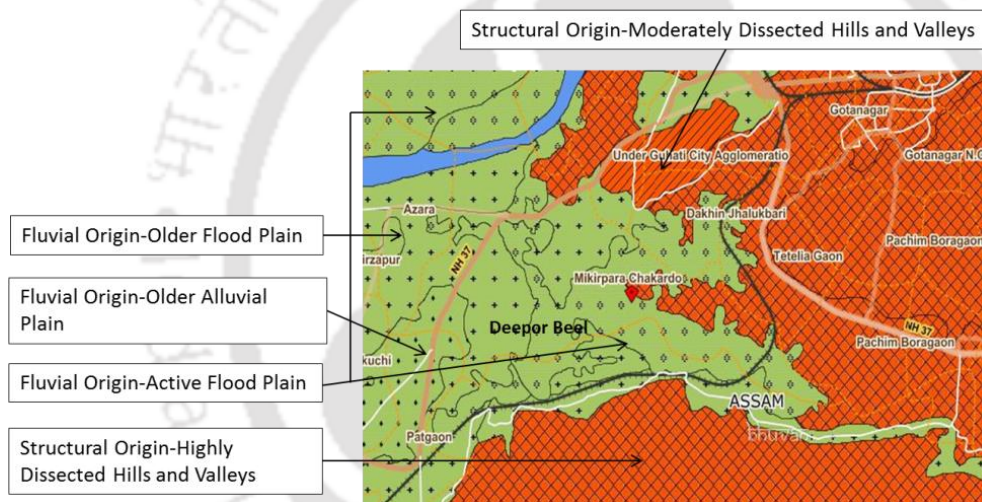 Structural Origin-Moderately Dissected Hills and Valleys
Gotanagar
Under Guhati City Agglomeratio
Gotanagar N.C
Azara
Dakhin Jhalukbari
Fluvial Origin-Older Flood Plain
irzapur
NH 37
Tetelia Gaon
Pachim Boragaon
Mikirpara Chakardo
Fluvial Origin-Older Alluvial
Plain
Deepor Beel
NH 37
kuchi
Pachim Boragaon
Fluvial Origin-Active Flood Plain
ASSAM
bhuvan
Patgaon
Structural Origin-Highly
Dissected Hills and Valleys